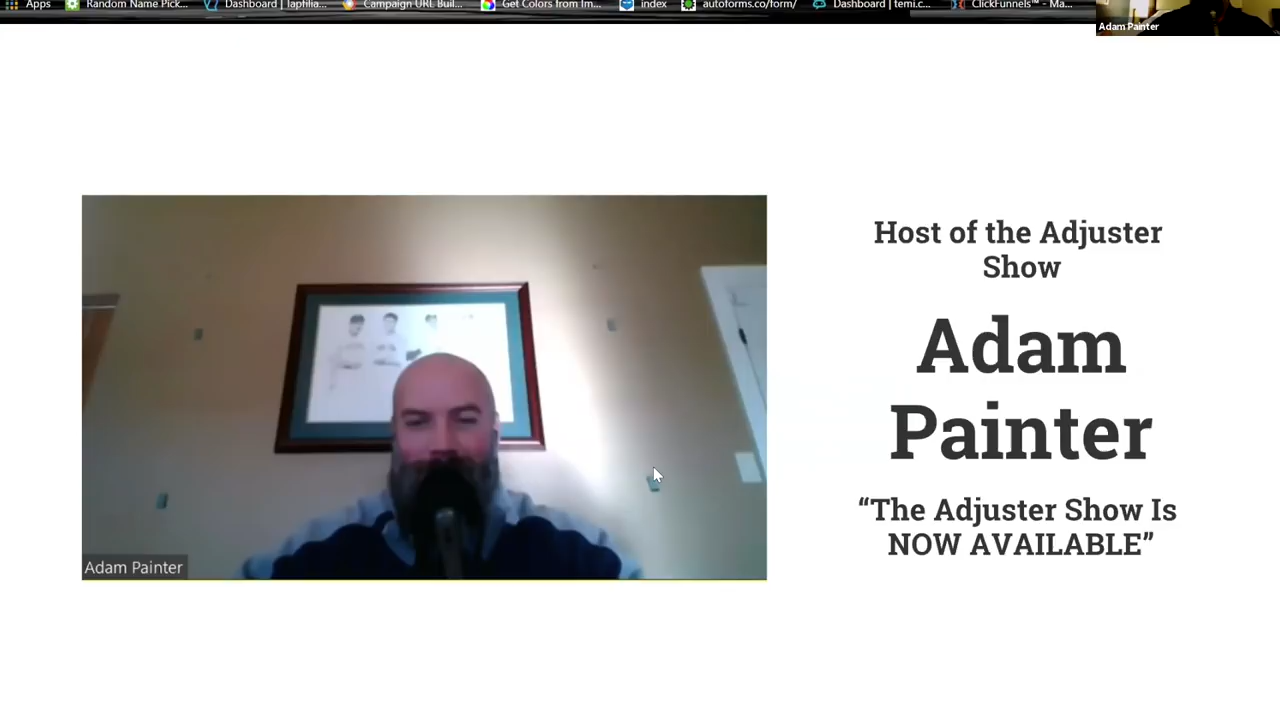 Apps Random Name Pick... Dashboard | Taptilia... Campaign URL Buil... Get Colors from Im... index autoforms.co/form/ Dashboard | temi.c... ClickFunnels™ - Ma...
Adam Painter
Host of the Adjuster
Show
Adam
Painter
“The Adjuster Show Is
NOW AVAILABLE”
Adam Painter